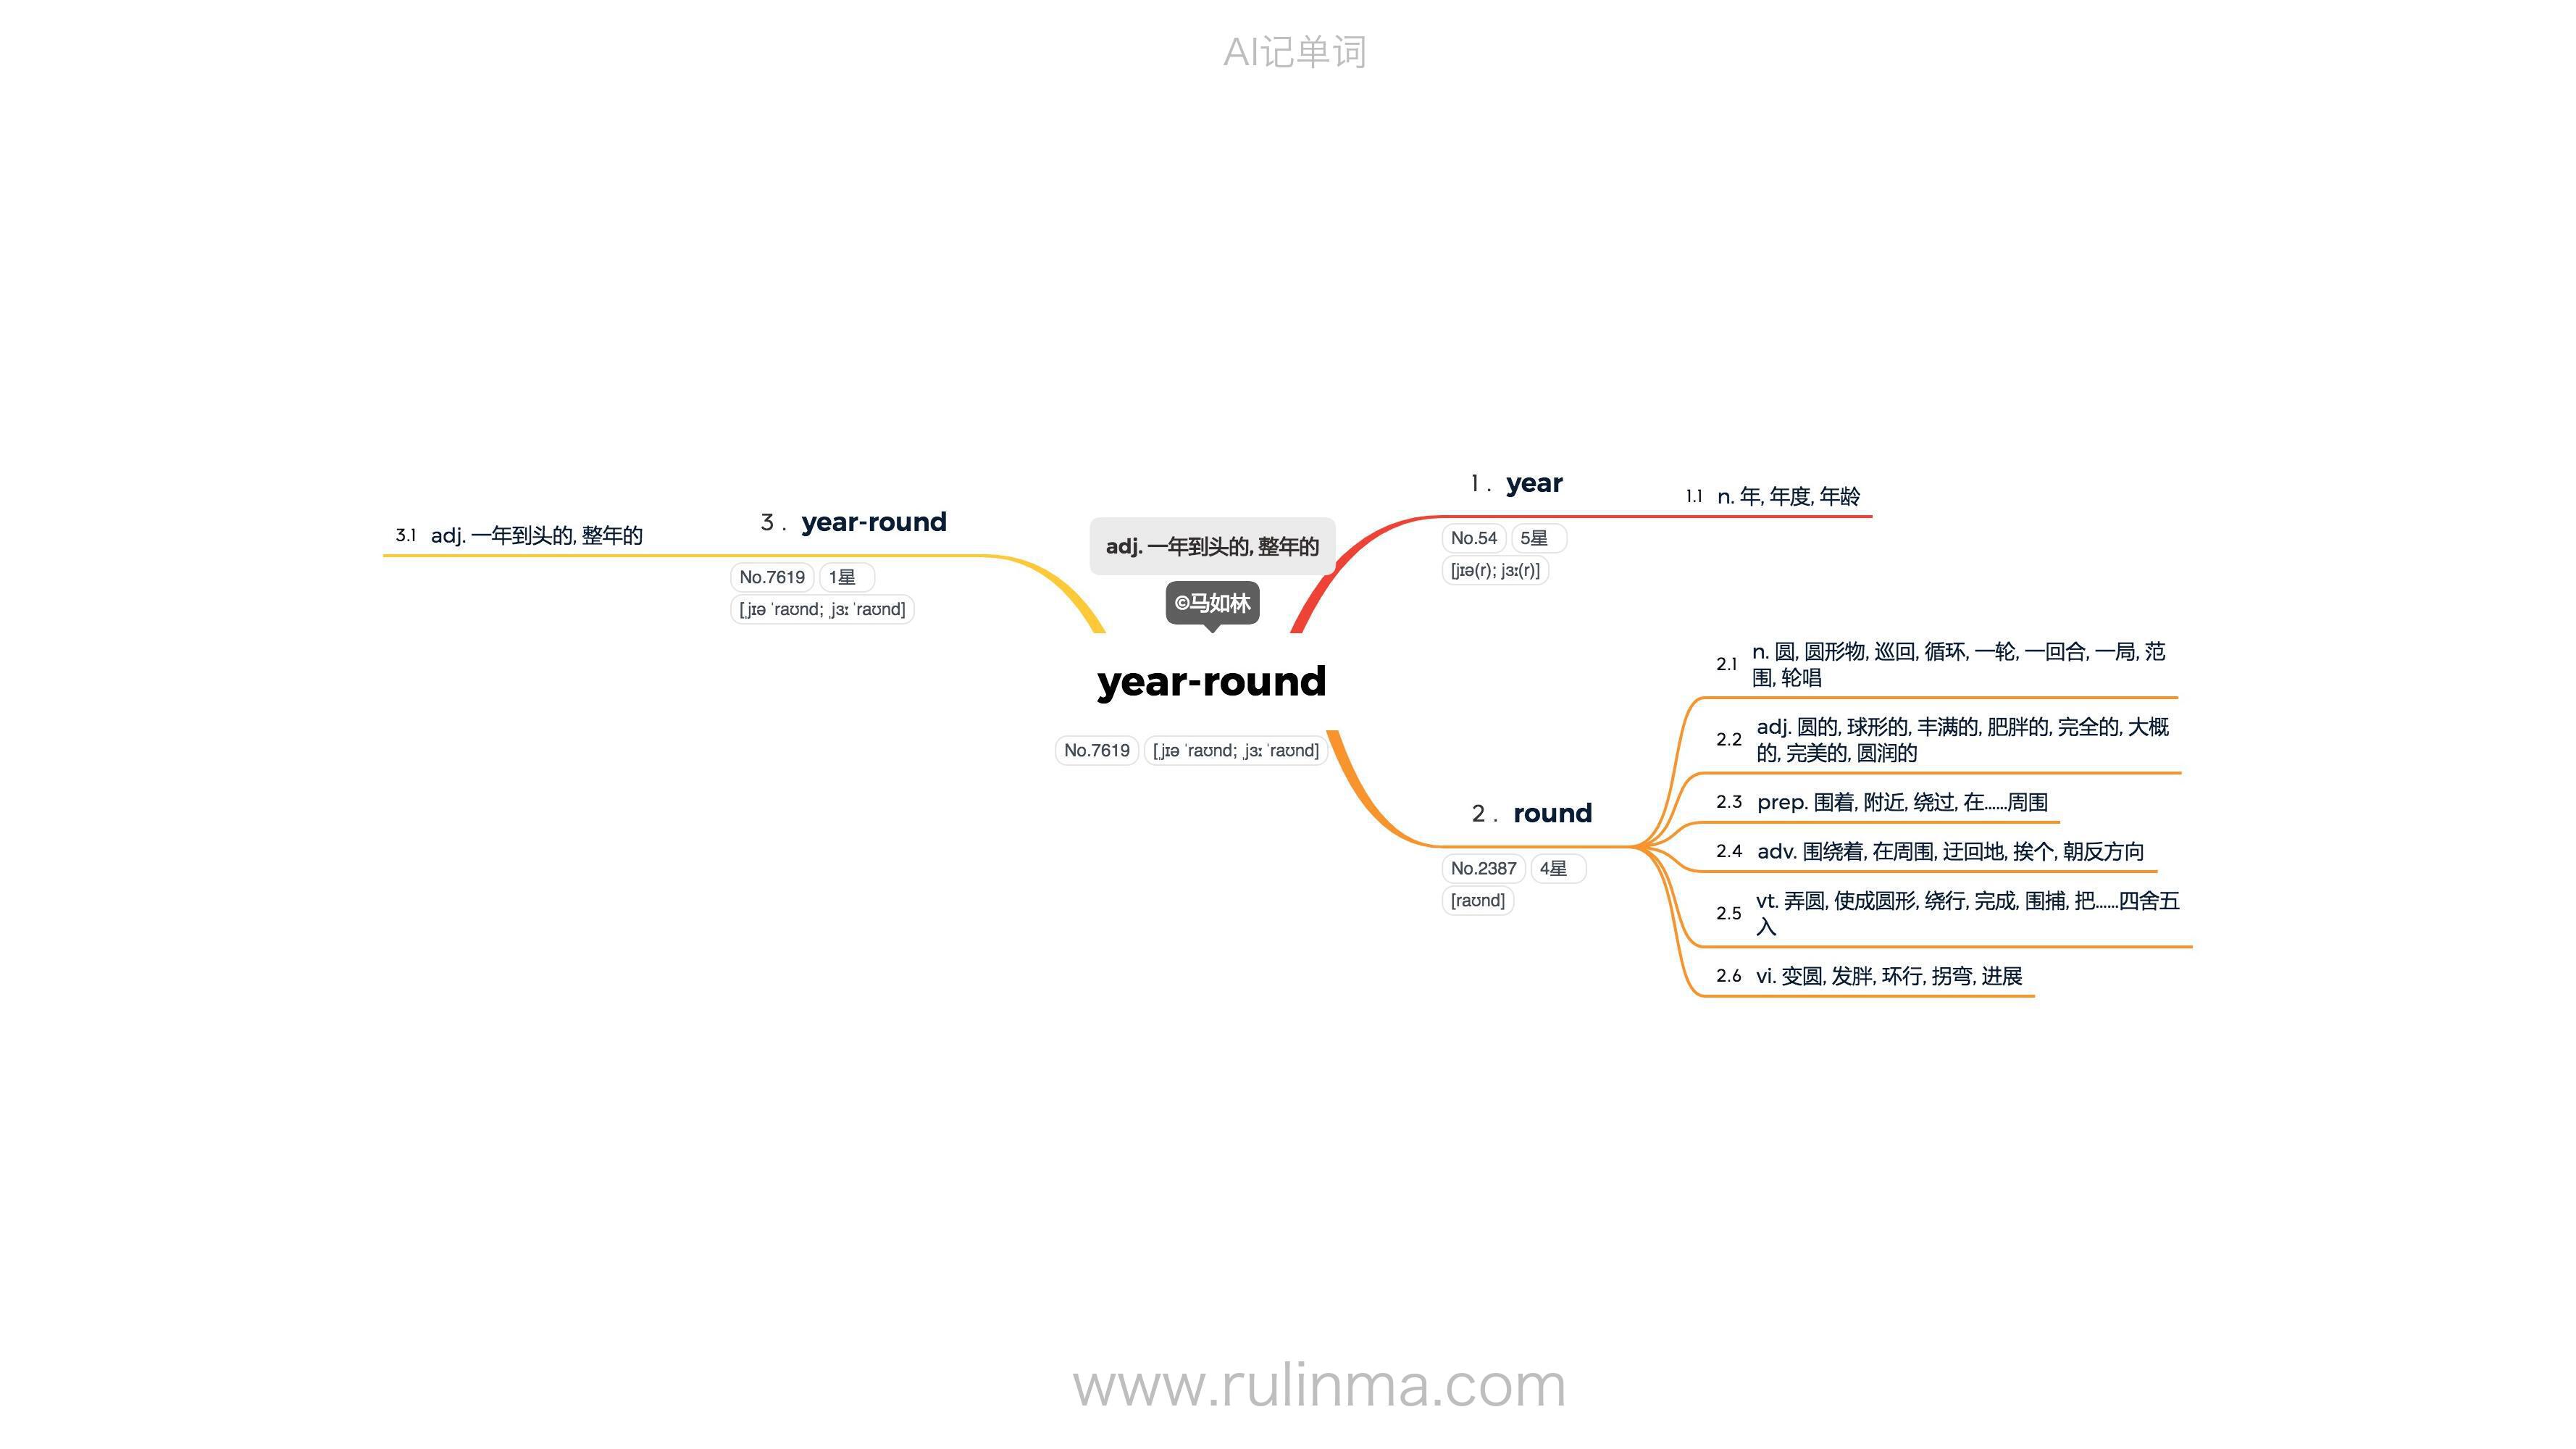 AI记单词
adj. 一年到头的, 整年的
©马如林
year-round
No.7619 [ˌjɪə ˈraʊnd; ˌjɜː ˈraʊnd]
1 . year
No.54 5星
[jɪə(r); jɜː(r)]
1.1 n. 年, 年度, 年龄
2 . round
No.2387 4星
[raʊnd]
2.1 n. 圆, 圆形物, 巡回, 循环, 一轮, 一回合, 一局, 范
围, 轮唱
2.2 adj. 圆的, 球形的, 丰满的, 肥胖的, 完全的, 大概
的, 完美的, 圆润的
2.3 prep. 围着, 附近, 绕过, 在……周围
2.4 adv. 围绕着, 在周围, 迂回地, 挨个, 朝反方向
2.5 vt. 弄圆, 使成圆形, 绕行, 完成, 围捕, 把……四舍五
入
2.6 vi. 变圆, 发胖, 环行, 拐弯, 进展
3 . year-round
No.7619 1星
[ˌjɪə ˈraʊnd; ˌjɜː ˈraʊnd]
3.1 adj. 一年到头的, 整年的
www.rulinma.com